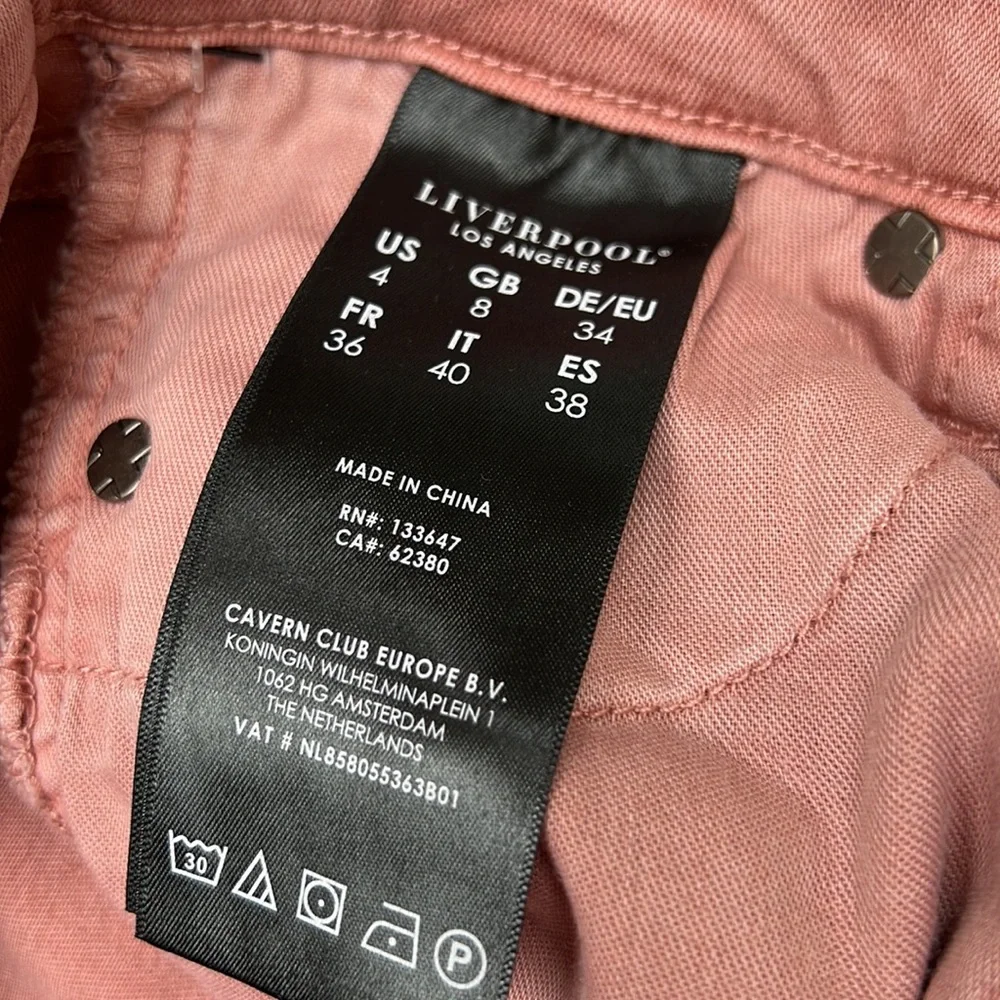 LIVERPOOL®
LOS ANGELES
US GB DE/EU
4 8 34
FR IT ES
36 40 38
MADE IN CHINA
RN#: 133647
CA#: 62380
CAVERN CLUB EUROPE B.V.
KONINGIN WILHELMINAPLEIN 1
1062 HG AMSTERDAM
THE NETHERLANDS
VAT # NL858055363B01
30 P